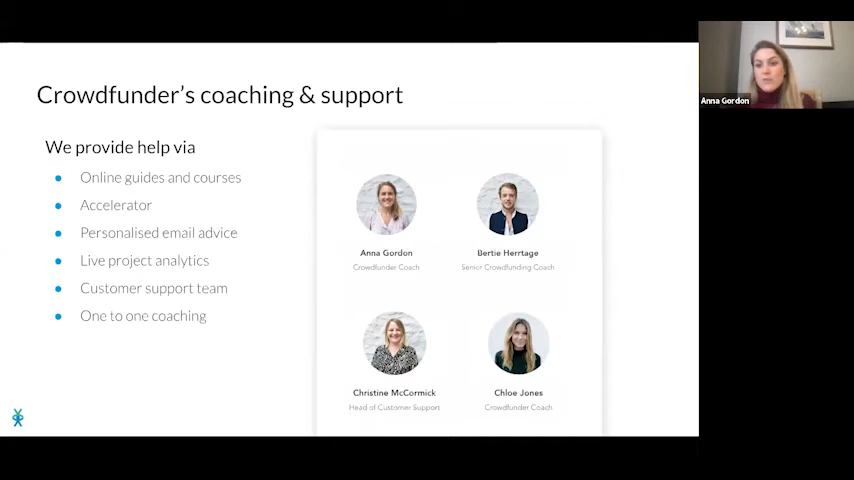 Crowdfunder's coaching & support
We provide help via
Online guides and courses
Accelerator
Personalised email advice
Live project analytics
Customer support team
One to one coaching
Anna Gordon
Crowdfunder Coach
Bertie Herrtage
Senior Crowdfunding Coach
Christine McCormick
Head of Customer Support
Chloe Jones
Crowdfunder Coach
Anna Gordon